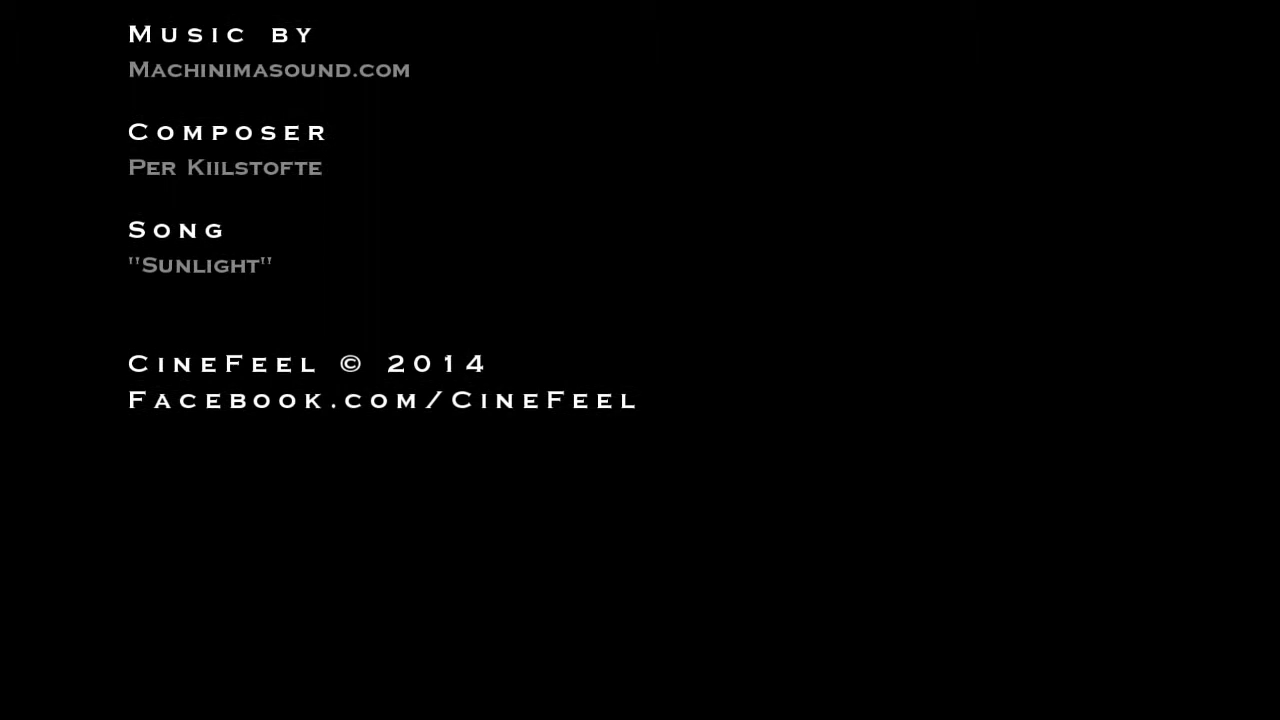 Music by
Machinimasound.com
Composer
Per Kiilstofte
Song
"Sunlight"
CineFeel © 2014
Facebook.com/CineFeel